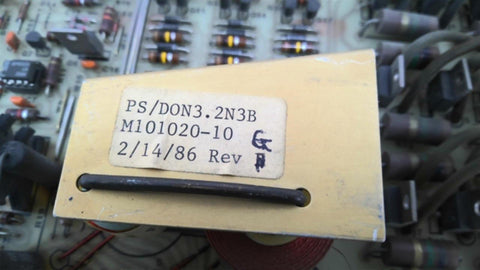 PS/DON3.2N3B
M101020-10 G
2/14/86 Rev